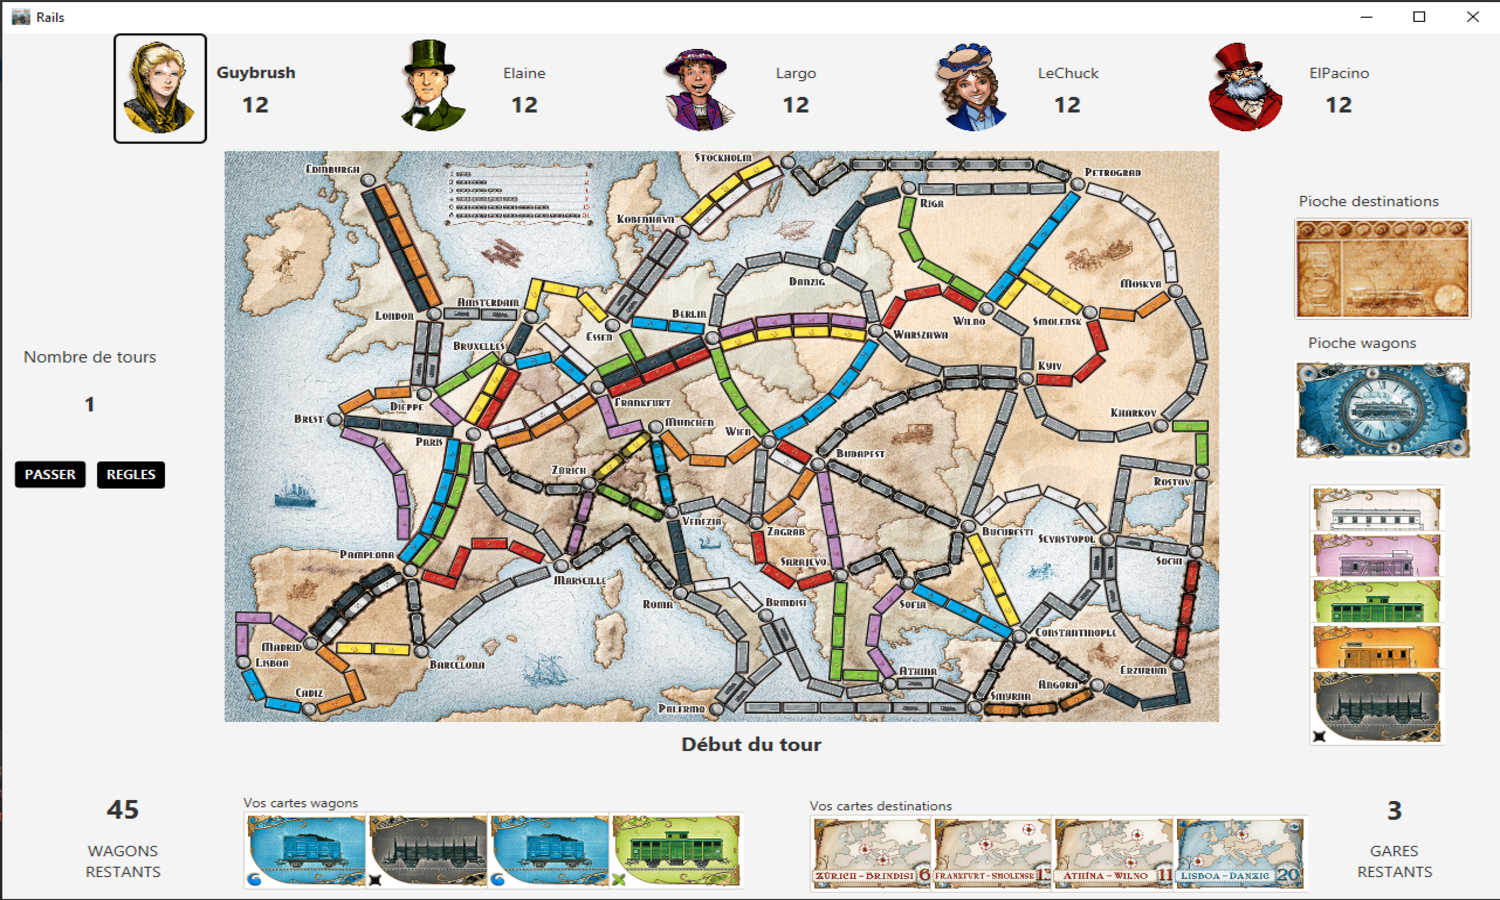 Rails
Guybrush
12
Elaine
12
Largo
12
LeChuck
12
ElPacino
12
Nombre de tours
1
PASSER
REGLES
EDINBURGH
STOCKHOLM
PETROGRAD
RIGA
KOBENHAVN
DANZIG
MOSKVA
LONDON
AMSTERDAM
ESSEN
BERLIN
WARSZAWA
WILNO
SMOLENSK
BRUXELLES
KYIV
DIEPPE
FRANKFURT
KHARKOV
BREST
PARIS
MÜNCHEN
WIEN
BUDAPEST
ZÜRICH
ROSTOV
VENEZIA
ZAGRAB
BUCURESTI
SEVASTOPOL
PAMPLONA
MARSEILLE
SARAJEVO
SOCHI
ROMA
BRINDISI
SOFIA
MADRID
LISBOA
BARCELONA
CONSTANTINOPLE
CADIZ
ATHINA
ANGORA
ERZURUM
PALERMO
SMYRNA
Pioche destinations
Pioche wagons
Début du tour
45
WAGONS
RESTANTS
Vos cartes wagons
Vos cartes destinations
ZÜRICH - BRINDISI 6
FRANKFURT - SMOLENSK 13
ATHINA - WILNO 11
LISBOA - DANZIG 20
3
GARES
RESTANTS